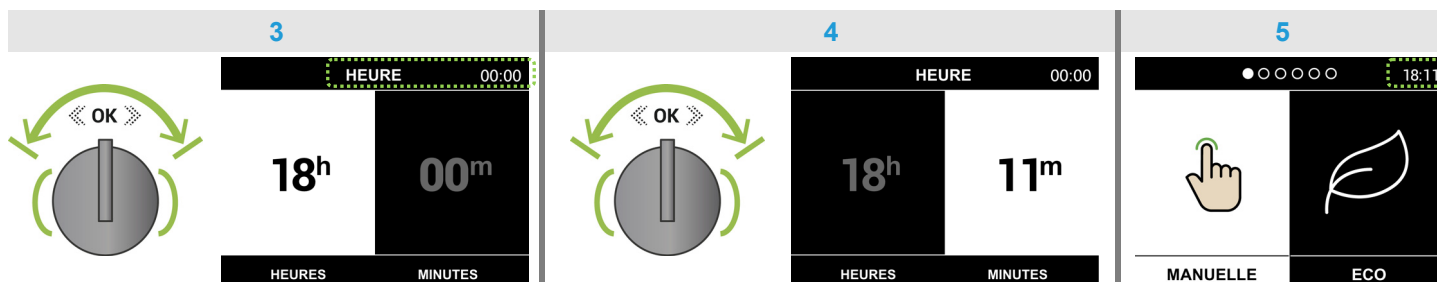 3
4
5
OK
HEURE 00:00
18h 00m
HEURES MINUTES
OK
HEURE 00:00
18h 11m
HEURES MINUTES
18:11
MANUELLE ECO